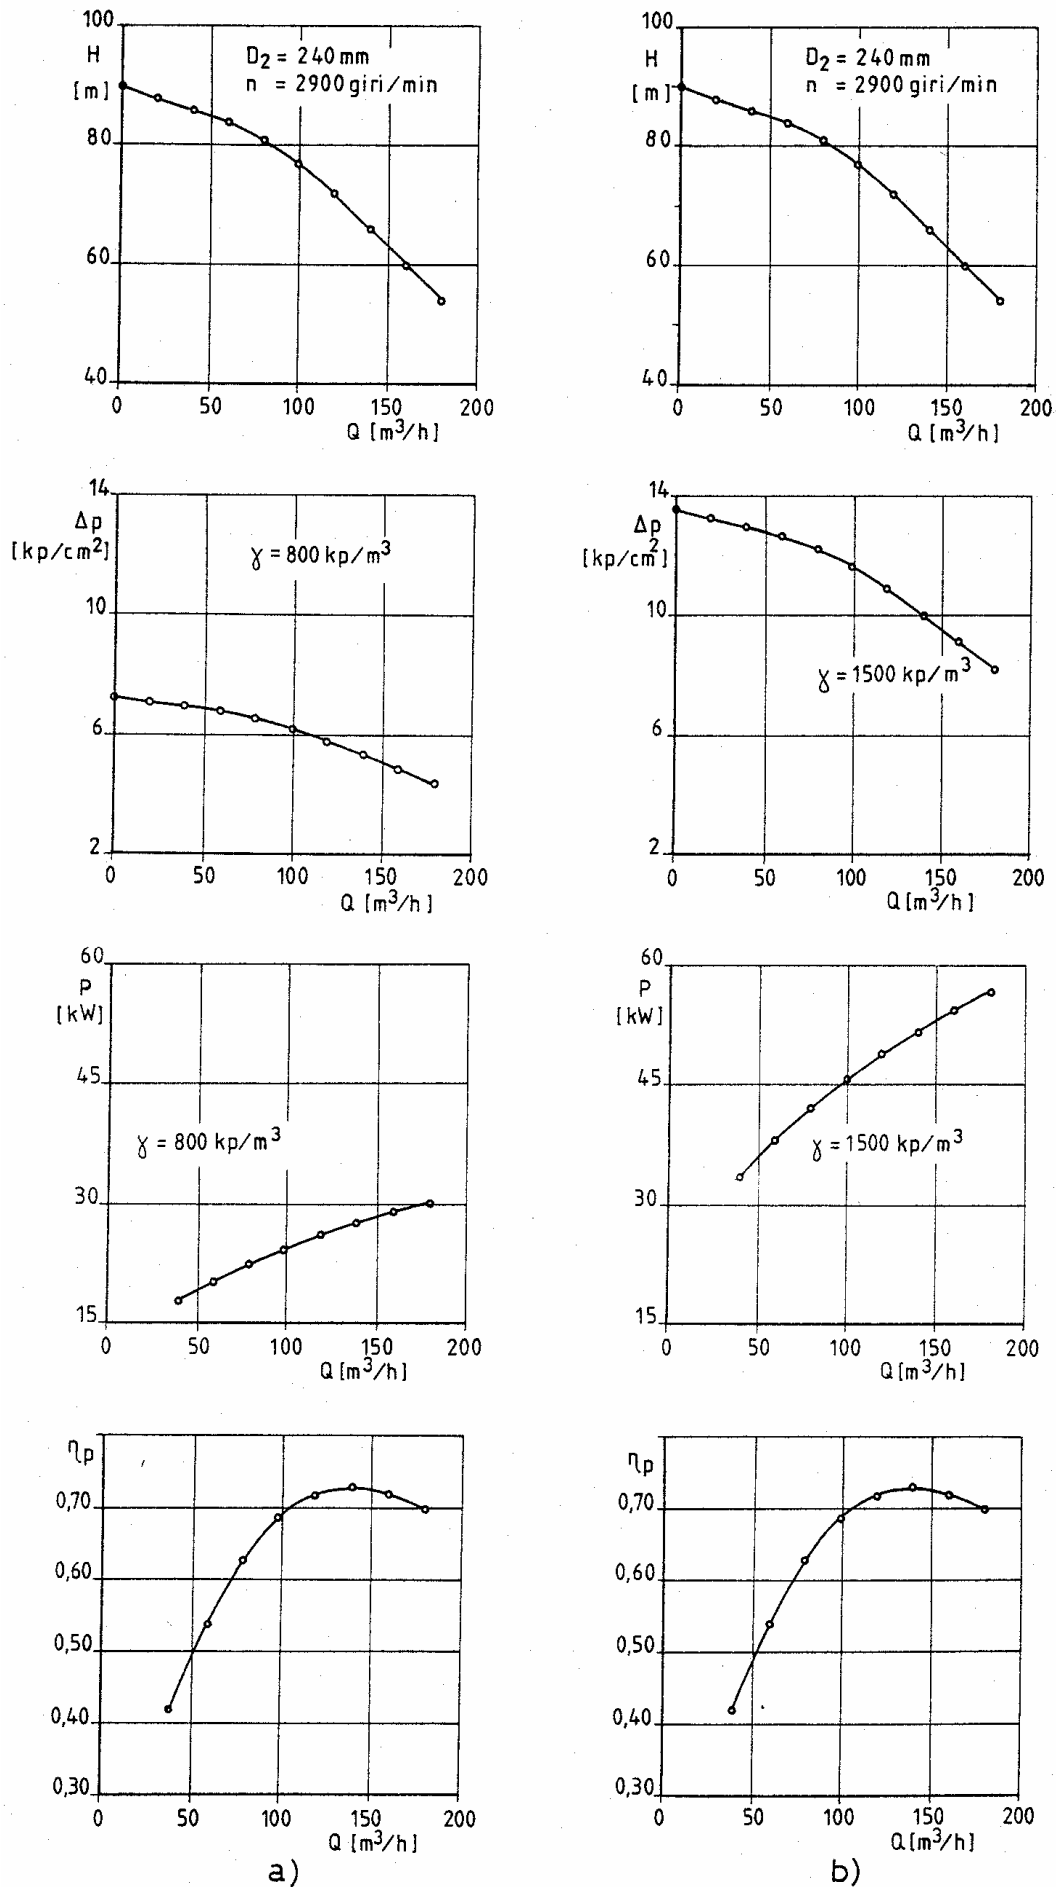 100
H
[m]
80
60
40
D2 = 240 mm
n = 2900 giri/min
0 50 100 150 200
Q [m³/h]
100
H
[m]
80
60
40
D2 = 240 mm
n = 2900 giri/min
0 50 100 150 200
Q [m³/h]
14
Δp
[kp/cm²]
10
6
2
γ = 800 kp/m³
0 50 100 150 200
Q [m³/h]
14
Δp
[kp/cm²]
10
6
2
γ = 1500 kp/m³
0 50 100 150 200
Q [m³/h]
60
P
[kW]
45
30
15
γ = 800 kp/m³
0 50 100 150 200
Q [m³/h]
60
P
[kW]
45
30
15
γ = 1500 kp/m³
0 50 100 150 200
Q [m³/h]
ηp
0,70
0,60
0,50
0,40
0,30
0 50 100 150 200
Q [m³/h]
a)
ηp
0,70
0,60
0,50
0,40
0,30
0 50 100 150 200
Q [m³/h]
b)